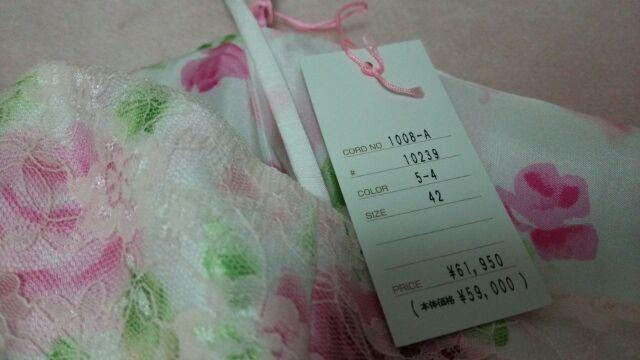 CORD NO 1008-A
# 10239
COLOR 5-4
SIZE 42
PRICE ¥61,950
(本体価格 ¥59,000)